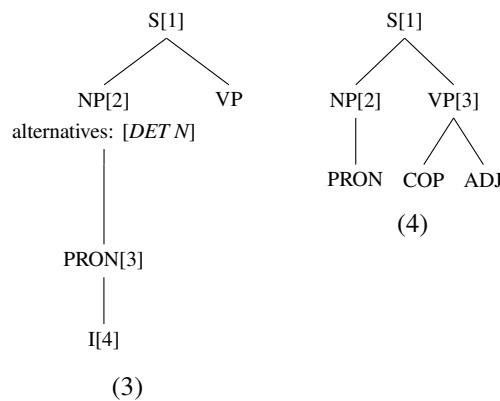 S[1]
NP[2] VP
alternatives: [DET N]
PRON[3]
I[4]
(3)
S[1]
NP[2] VP[3]
PRON COP ADJ
(4)